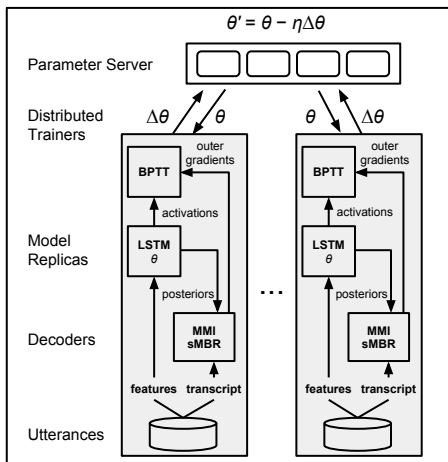 θ' = θ − ηΔθ
Parameter Server
Distributed
Trainers
Δθ θ θ Δθ
outer
gradients
BPTT
activations
Model
Replicas
LSTM
θ
posteriors
Decoders
MMI
sMBR
features transcript
Utterances
...
outer
gradients
BPTT
activations
LSTM
θ
posteriors
MMI
sMBR
features transcript